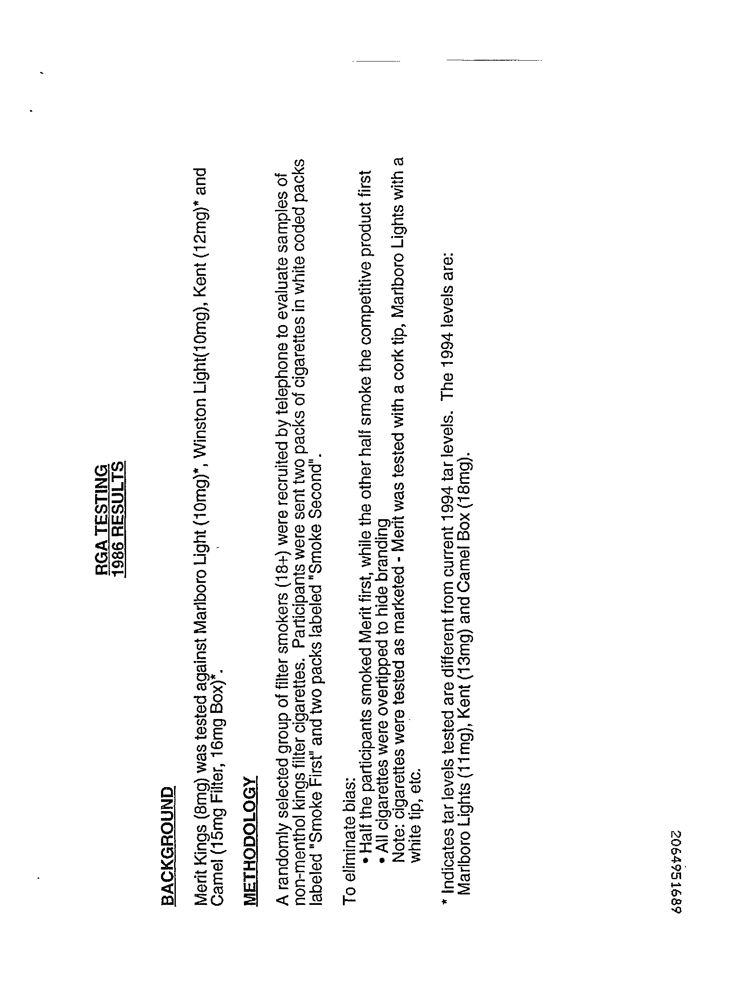 RGA TESTING
1986 RESULTS
BACKGROUND
Merit Kings (8mg) was tested against Marlboro Light (10mg)*, Winston Light(10mg), Kent (12mg)* and
Camel (15mg Filter, 16mg Box)*.
METHODOLOGY
A randomly selected group of filter smokers (18+) were recruited by telephone to evaluate samples of
non-menthol kings filter cigarettes. Participants were sent two packs of cigarettes in white coded packs
labeled "Smoke First" and two packs labeled "Smoke Second".
To eliminate bias:
• Half the participants smoked Merit first, while the other half smoke the competitive product first
• All cigarettes were overtipped to hide branding
Note: cigarettes were tested as marketed - Merit was tested with a cork tip, Marlboro Lights with a
white tip, etc.
* Indicates tar levels tested are different from current 1994 tar levels. The 1994 levels are:
Marlboro Lights (11mg), Kent (13mg) and Camel Box (18mg).
2064951689